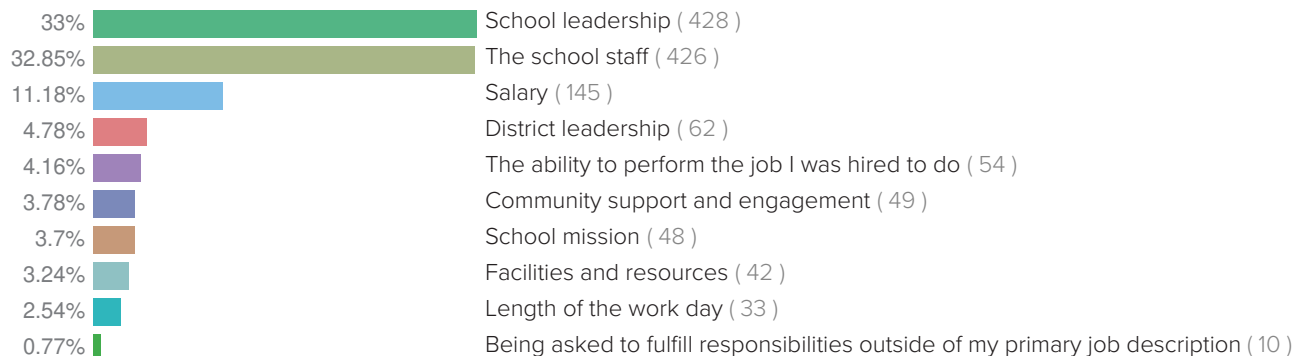 33% School leadership ( 428 )
32.85% The school staff ( 426 )
11.18% Salary ( 145 )
4.78% District leadership ( 62 )
4.16% The ability to perform the job I was hired to do ( 54 )
3.78% Community support and engagement ( 49 )
3.7% School mission ( 48 )
3.24% Facilities and resources ( 42 )
2.54% Length of the work day ( 33 )
0.77% Being asked to fulfill responsibilities outside of my primary job description ( 10 )